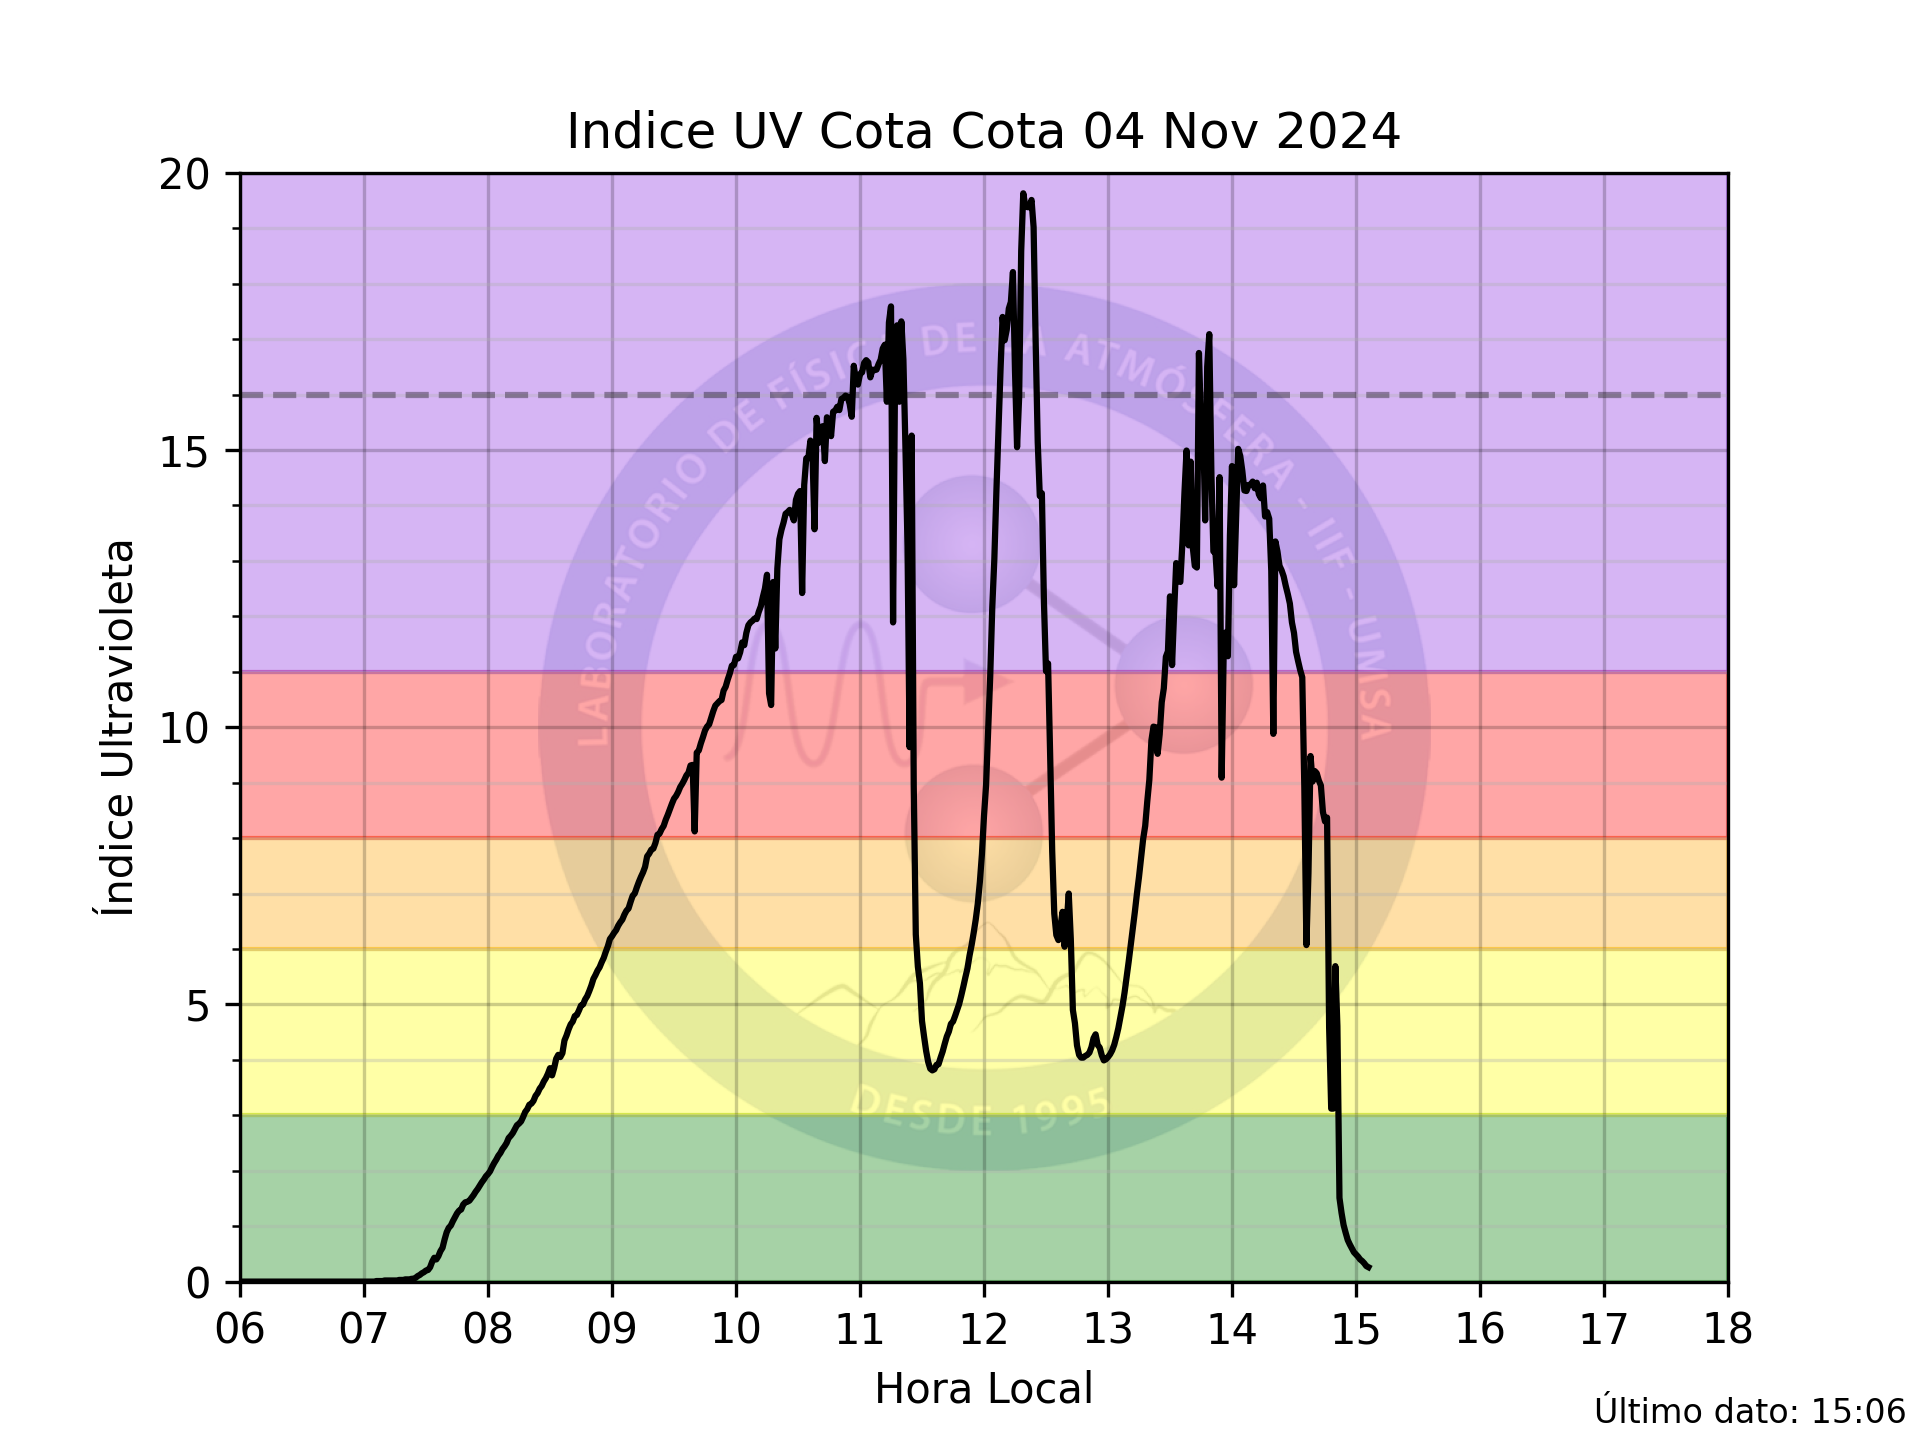 Indice UV Cota Cota 04 Nov 2024
20
15
10
5
0
Índice Ultravioleta
LABORATORIO DE FÍSICA DE LA ATMÓSFERA - IIF - UMSA
DESDE 1995
06 07 08 09 10 11 12 13 14 15 16 17 18
Hora Local
Último dato: 15:06